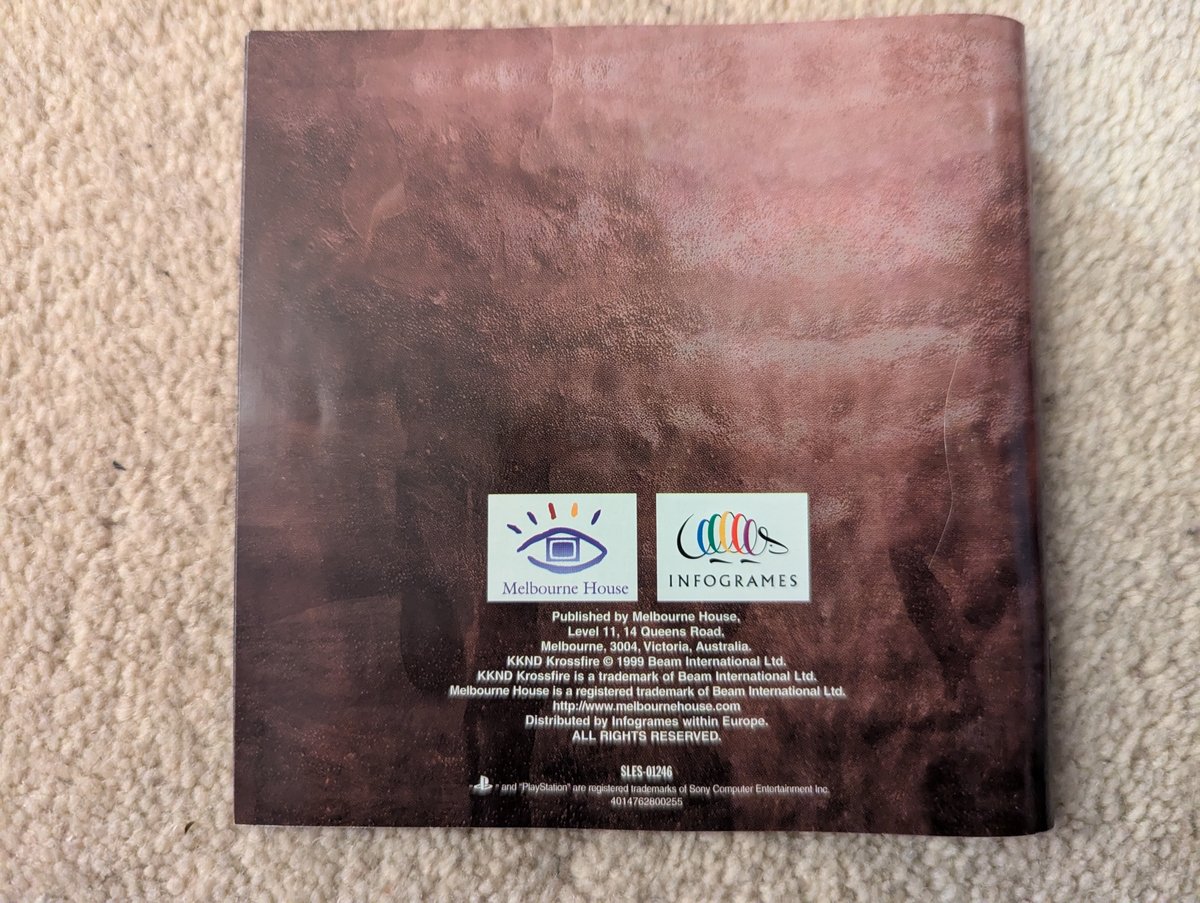 Melbourne House
INFOGRAMES
Published by Melbourne House,
Level 11, 14 Queens Road,
Melbourne, 3004, Victoria, Australia.
KKND Krossfire © 1999 Beam International Ltd.
KKND Krossfire is a trademark of Beam International Ltd.
Melbourne House is a registered trademark of Beam International Ltd.
http://www.melbournehouse.com
Distributed by Infogrames within Europe.
ALL RIGHTS RESERVED.
SLES-01246
" " and "PlayStation" are registered trademarks of Sony Computer Entertainment Inc.
4014762800255